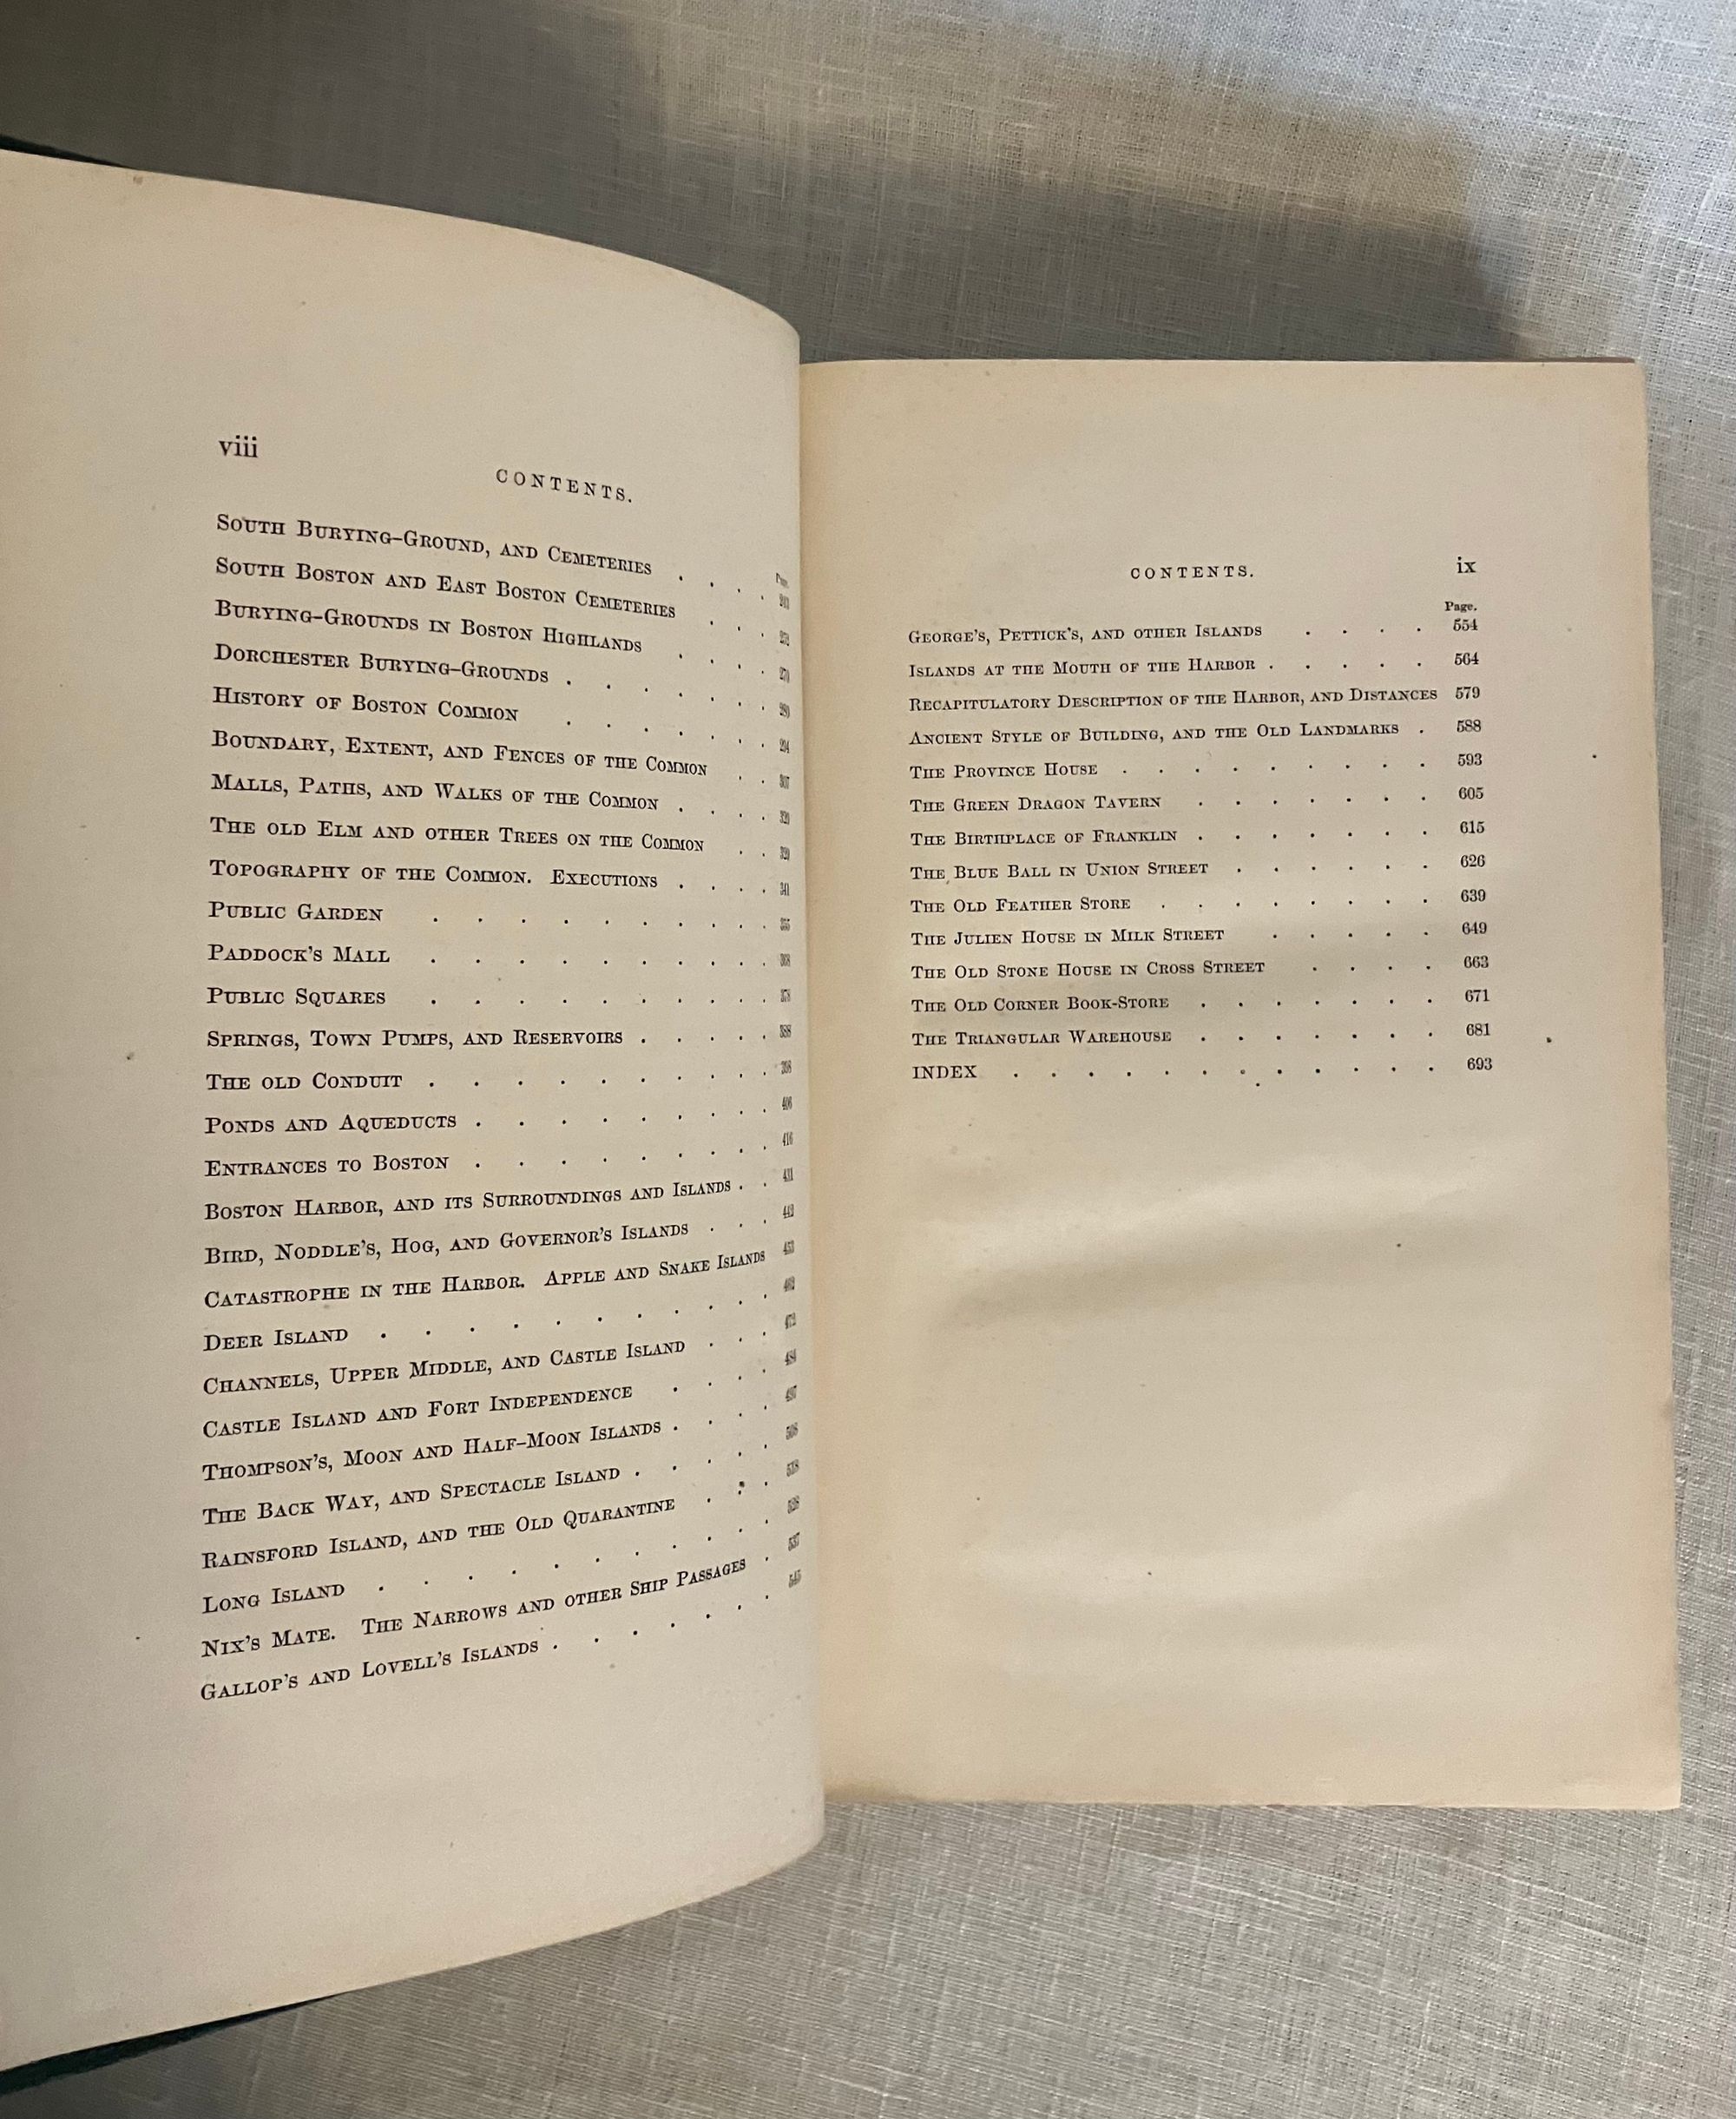 viii
CONTENTS.
SOUTH BURYING-GROUND, AND CEMETERIES
SOUTH BOSTON AND EAST BOSTON CEMETERIES
BURYING-GROUNDS IN BOSTON HIGHLANDS
DORCHESTER BURYING-GROUNDS
HISTORY OF BOSTON COMMON
BOUNDARY, EXTENT, AND FENCES OF THE COMMON
MALLS, PATHS, AND WALKS OF THE COMMON
THE OLD ELM AND OTHER TREES ON THE COMMON
TOPOGRAPHY OF THE COMMON. EXECUTIONS
PUBLIC GARDEN
PADDOCK'S MALL
PUBLIC SQUARES
SPRINGS, TOWN PUMPS, AND RESERVOIRS 388
THE OLD CONDUIT
PONDS AND AQUEDUCTS 406
ENTRANCES TO BOSTON 416
BOSTON HARBOR, AND ITS SURROUNDINGS AND ISLANDS 431
BIRD, NODDLE'S, HOG, AND GOVERNOR'S ISLANDS
CATASTROPHE IN THE HARBOR. APPLE AND SNAKE ISLANDS
DEER ISLAND
CHANNELS, UPPER MIDDLE, AND CASTLE ISLAND
CASTLE ISLAND AND FORT INDEPENDENCE 484
THOMPSON'S, MOON AND HALF-MOON ISLANDS 497
THE BACK WAY, AND SPECTACLE ISLAND 508
RAINSFORD ISLAND, AND THE OLD QUARANTINE 518
LONG ISLAND 528
NIX'S MATE. THE NARROWS AND OTHER SHIP PASSAGES 537
GALLOP'S AND LOVELL'S ISLANDS 545
CONTENTS. ix
Page.
GEORGE'S, PETTICK'S, AND OTHER ISLANDS 554
ISLANDS AT THE MOUTH OF THE HARBOR 564
RECAPITULATORY DESCRIPTION OF THE HARBOR, AND DISTANCES 579
ANCIENT STYLE OF BUILDING, AND THE OLD LANDMARKS 588
THE PROVINCE HOUSE 593
THE GREEN DRAGON TAVERN 605
THE BIRTHPLACE OF FRANKLIN 615
THE BLUE BALL IN UNION STREET 626
THE OLD FEATHER STORE 639
THE JULIEN HOUSE IN MILK STREET 649
THE OLD STONE HOUSE IN CROSS STREET 663
THE OLD CORNER BOOK-STORE 671
THE TRIANGULAR WAREHOUSE 681
INDEX 693